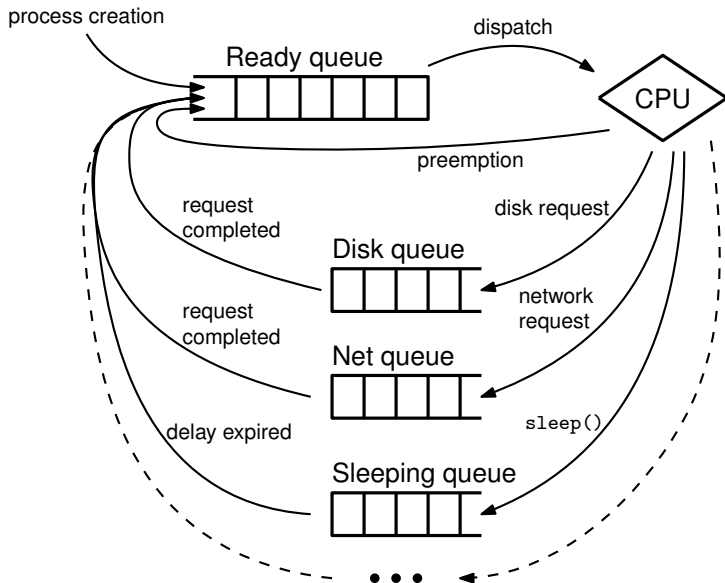 process creation
dispatch
Ready queue
CPU
preemption
request
completed
disk request
Disk queue
request
completed
network
request
Net queue
delay expired
sleep()
Sleeping queue